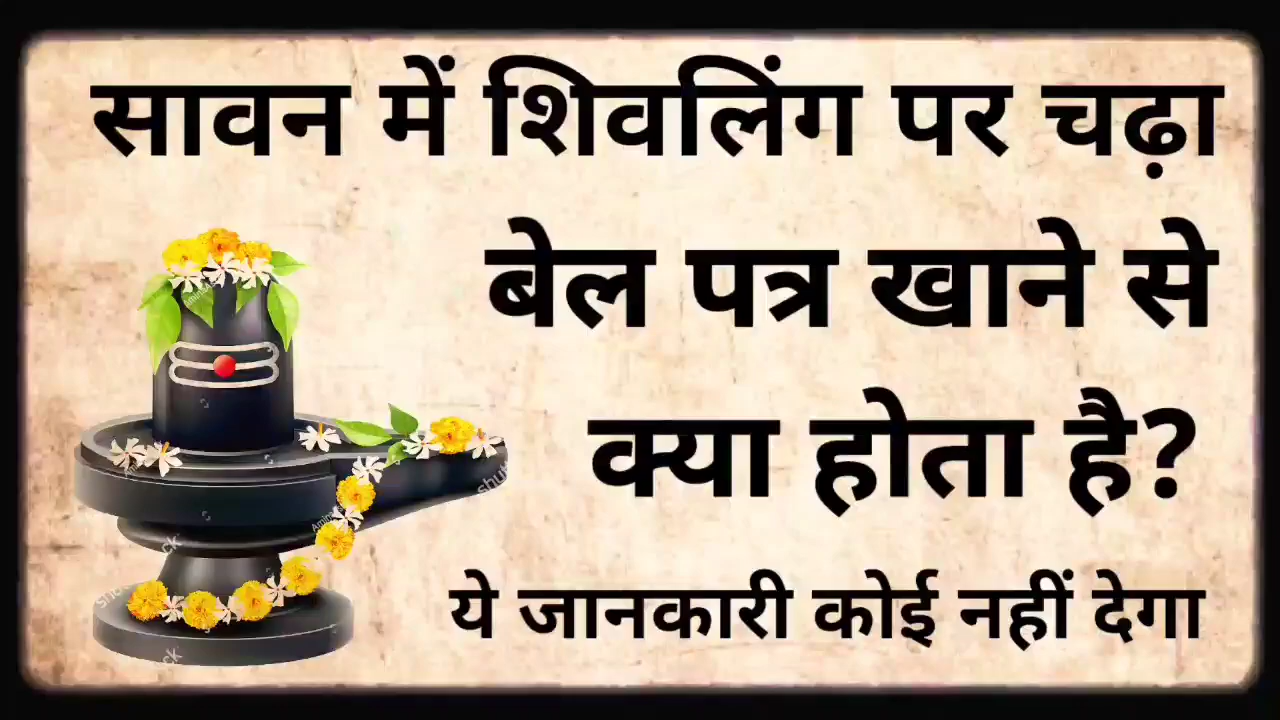 सावन में शिवलिंग पर चढ़ा
बेल पत्र खाने से
क्या होता है?
ये जानकारी कोई नहीं देगा